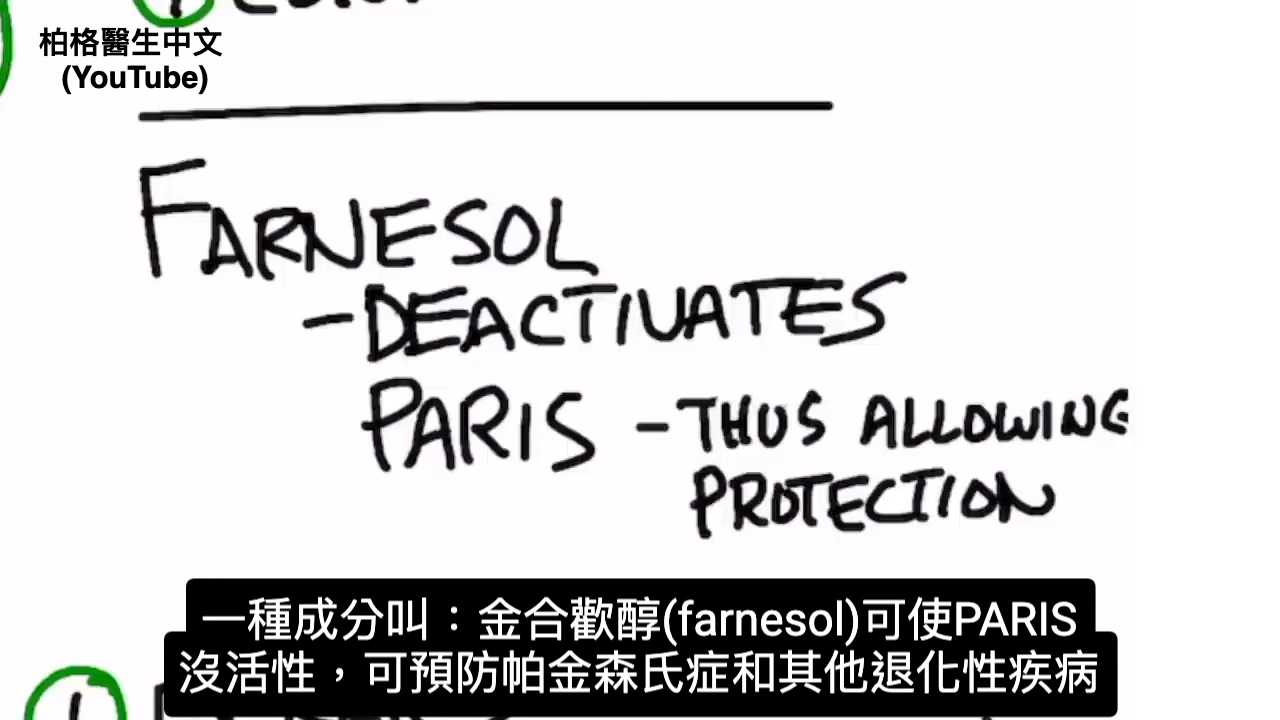 柏格醫生中文
(YouTube)
FARNESOL
-DEACTIVATES
PARIS - THUS ALLOWING
PROTECTION
一種成分叫：金合歡醇(farnesol)可使PARIS
沒活性，可預防帕金森氏症和其他退化性疾病